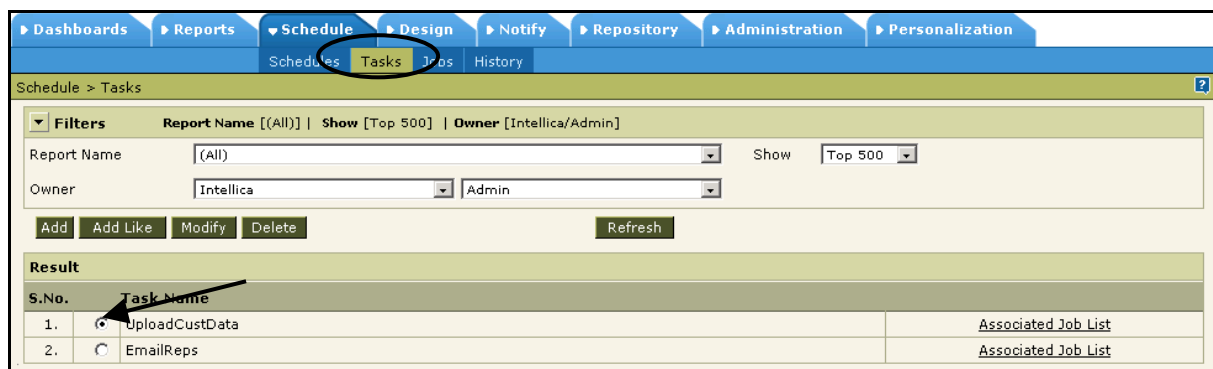 Dashboards Reports Schedule Design Notify Repository Administration Personalization
Schedules Tasks Jobs History
Schedule > Tasks ?
Filters Report Name [(All)] | Show [Top 500] | Owner [Intellica/Admin]
Report Name (All) Show Top 500
Owner Intellica Admin
Add Add Like Modify Delete Refresh
Result
S.No. Task Name
1. UploadCustData Associated Job List
2. EmailReps Associated Job List